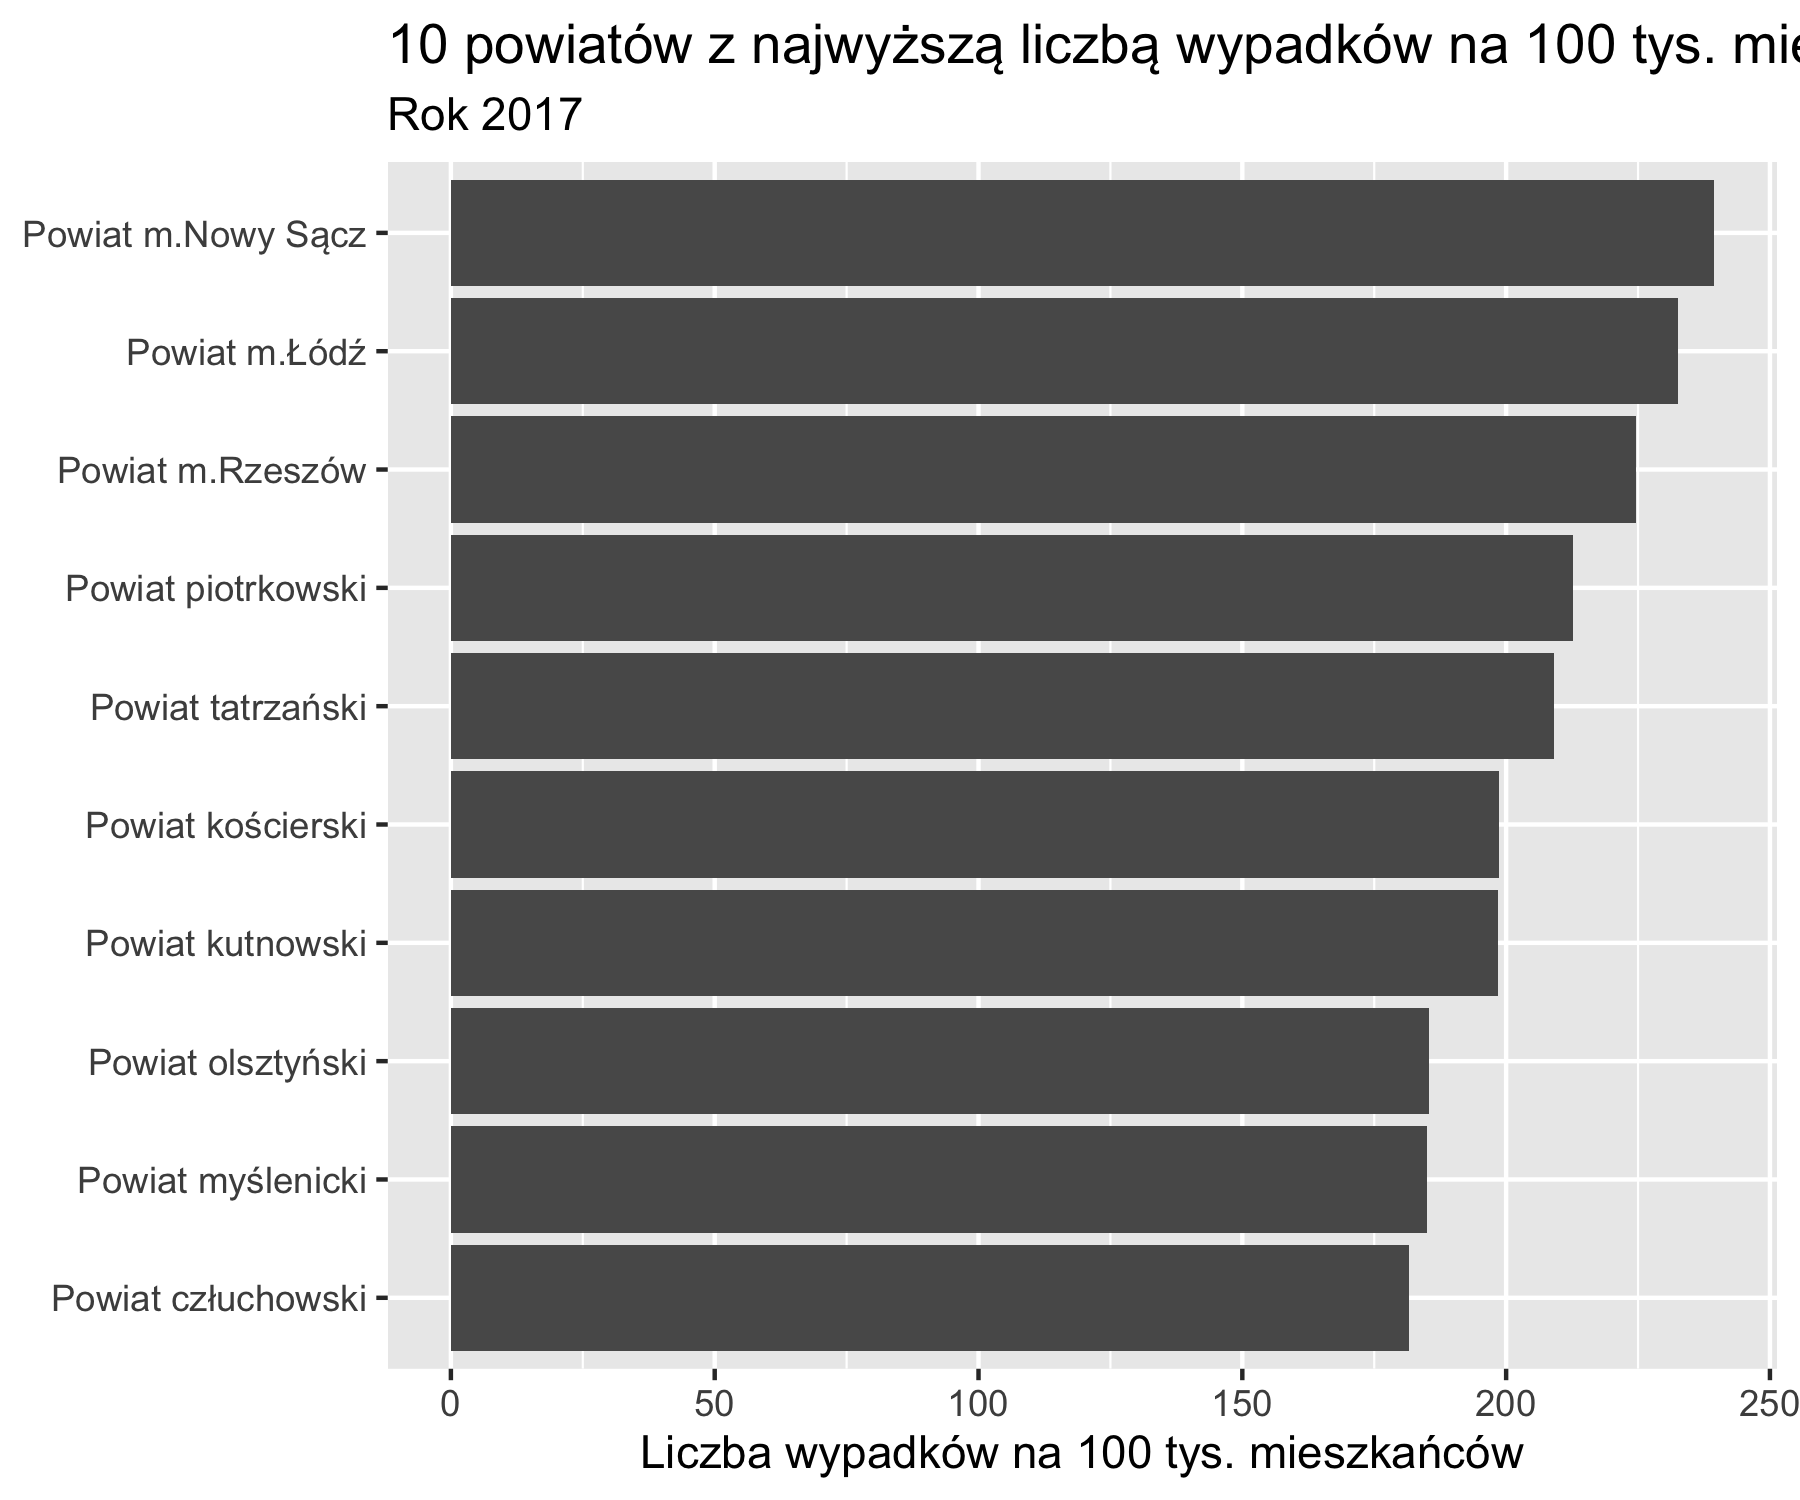 10 powiatów z najwyższą liczbą wypadków na 100 tys. mie
Rok 2017
Powiat m.Nowy Sącz
Powiat m.Łódź
Powiat m.Rzeszów
Powiat piotrkowski
Powiat tatrzański
Powiat kościerski
Powiat kutnowski
Powiat olsztyński
Powiat myślenicki
Powiat człuchowski
0 50 100 150 200 250
Liczba wypadków na 100 tys. mieszkańców